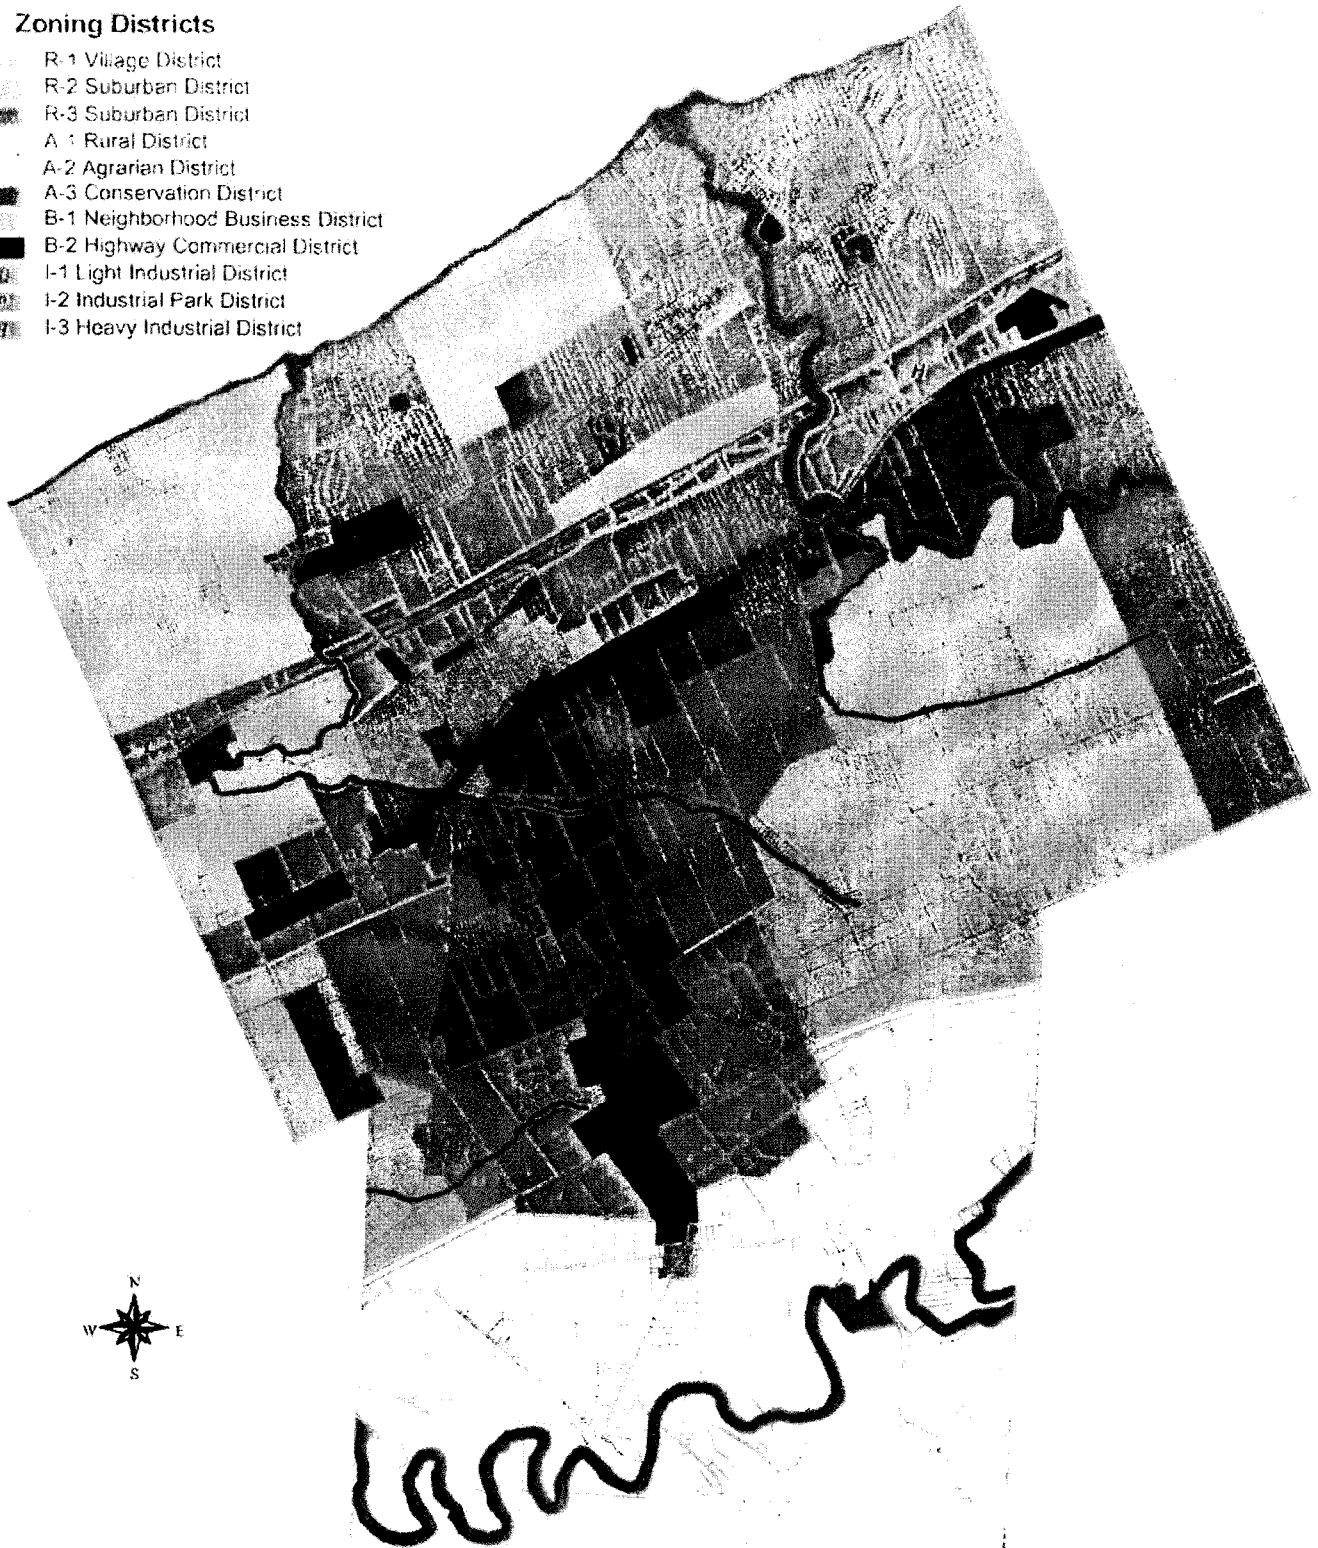 Zoning Districts
R-1 Village District
R-2 Suburban District
R-3 Suburban District
A-1 Rural District
A-2 Agrarian District
A-3 Conservation District
B-1 Neighborhood Business District
B-2 Highway Commercial District
I-1 Light Industrial District
I-2 Industrial Park District
I-3 Heavy Industrial District
N
W E
S